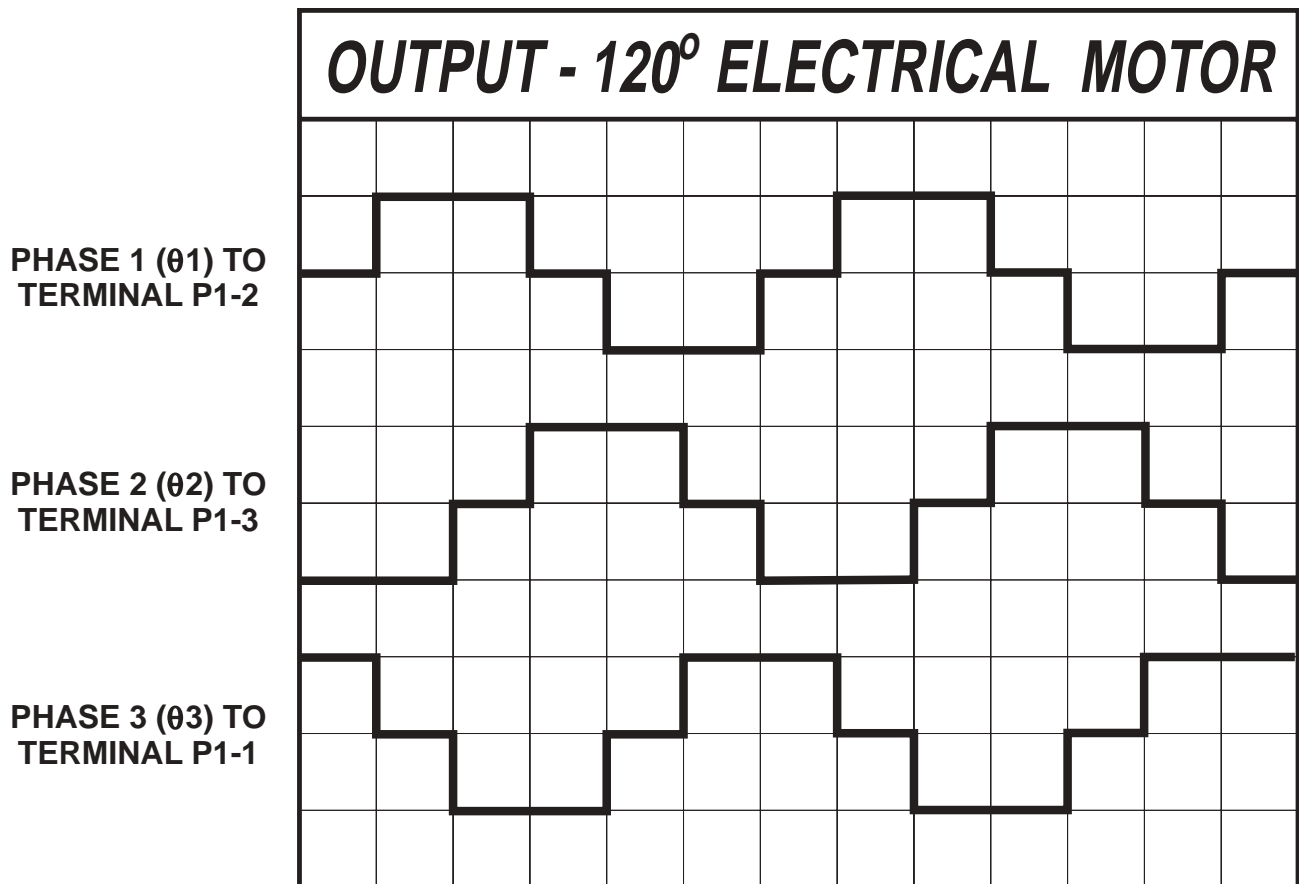 OUTPUT - 120° ELECTRICAL MOTOR
PHASE 1 (θ1) TO
TERMINAL P1-2
PHASE 2 (θ2) TO
TERMINAL P1-3
PHASE 3 (θ3) TO
TERMINAL P1-1